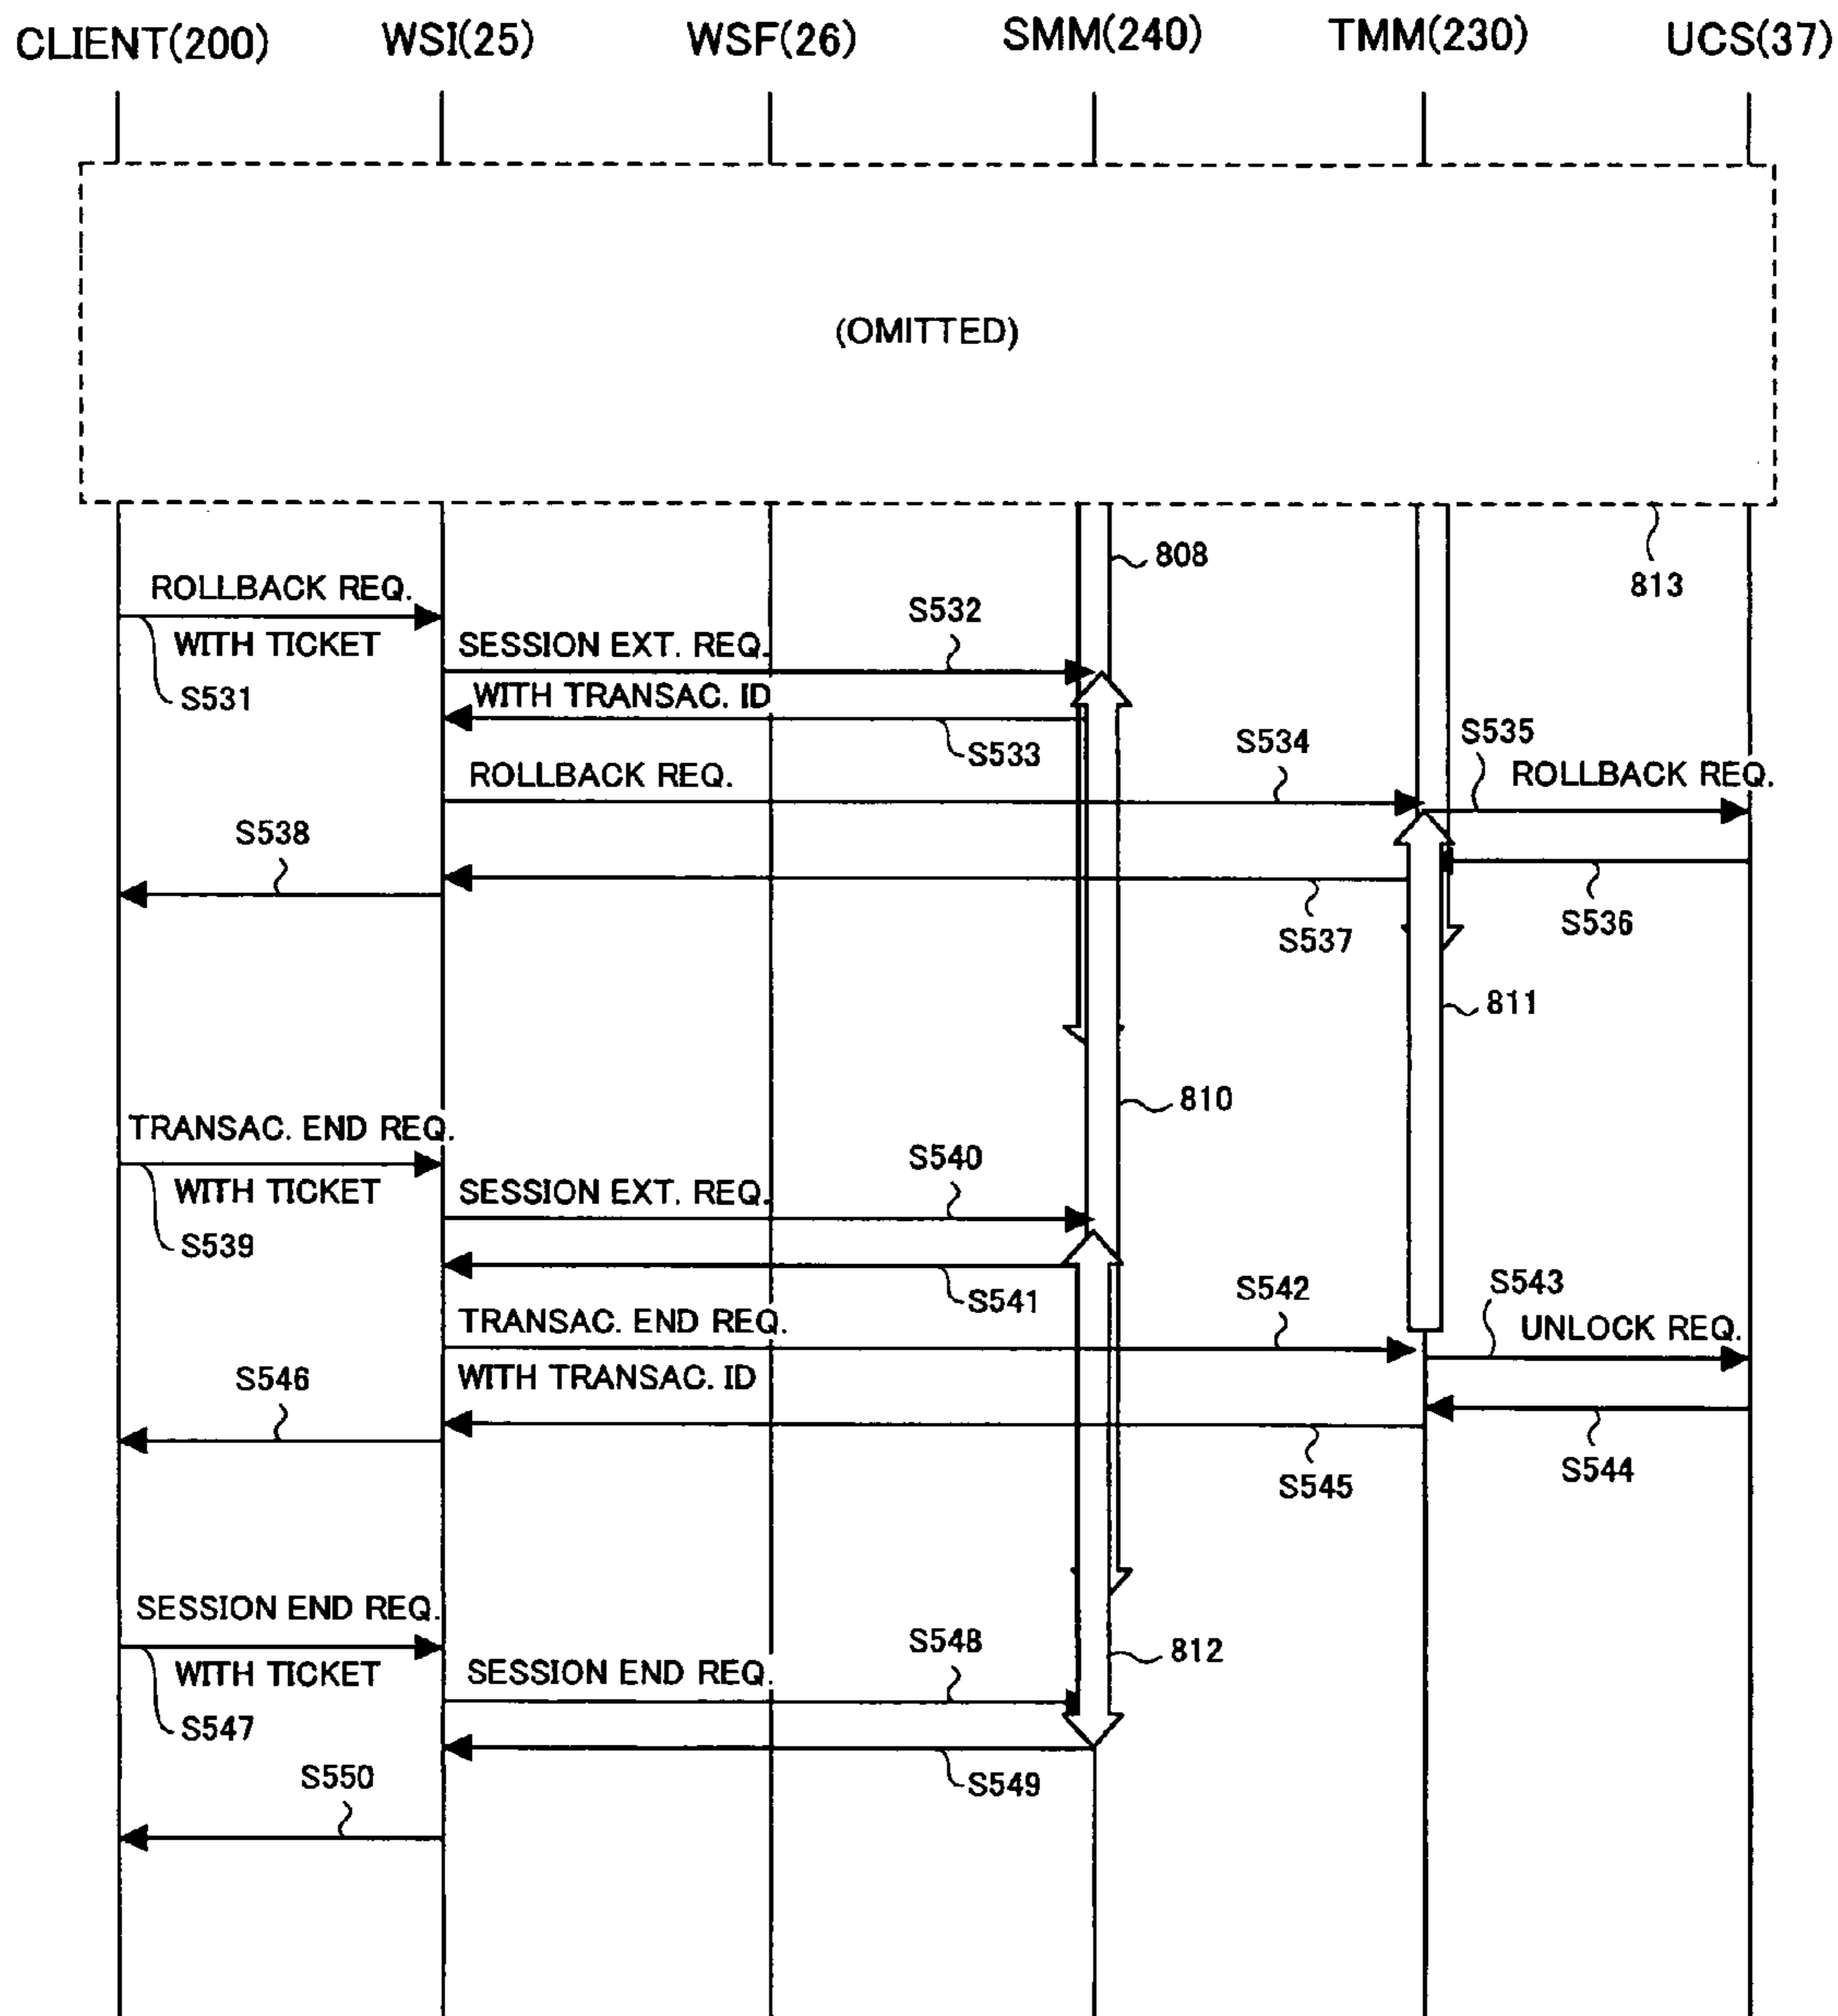 CLIENT(200)
WSI(25)
WSF(26)
SMM(240)
TMM(230)
UCS(37)
(OMITTED)
808
813
ROLLBACK REQ.
WITH TICKET
S531
SESSION EXT. REQ.
S532
WITH TRANSAC. ID
S533
ROLLBACK REQ.
S534
S535
ROLLBACK REQ.
S538
S537
S536
811
810
TRANSAC. END REQ.
WITH TICKET
S539
SESSION EXT. REQ.
S540
S541
TRANSAC. END REQ.
WITH TRANSAC. ID
S542
S543
UNLOCK REQ.
S546
S545
S544
SESSION END REQ.
WITH TICKET
S547
SESSION END REQ.
S548
812
S549
S550